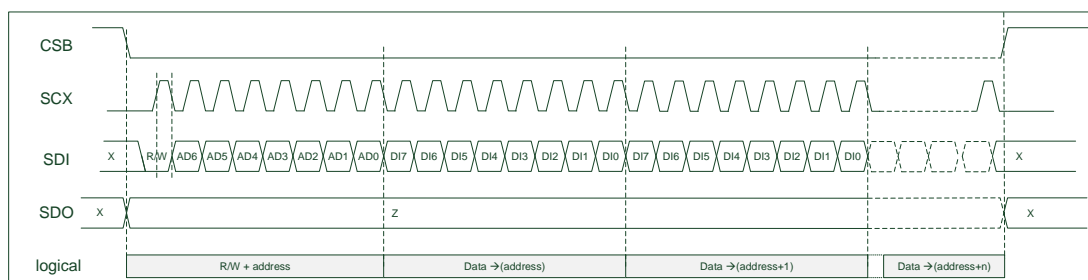 CSB
SCX
SDI X R/W AD6 AD5 AD4 AD3 AD2 AD1 AD0 DI7 DI6 DI5 DI4 DI3 DI2 DI1 DI0 DI7 DI6 DI5 DI4 DI3 DI2 DI1 DI0 X
SDO X Z X
logical R/W + address Data →(address) Data →(address+1) Data →(address+n)